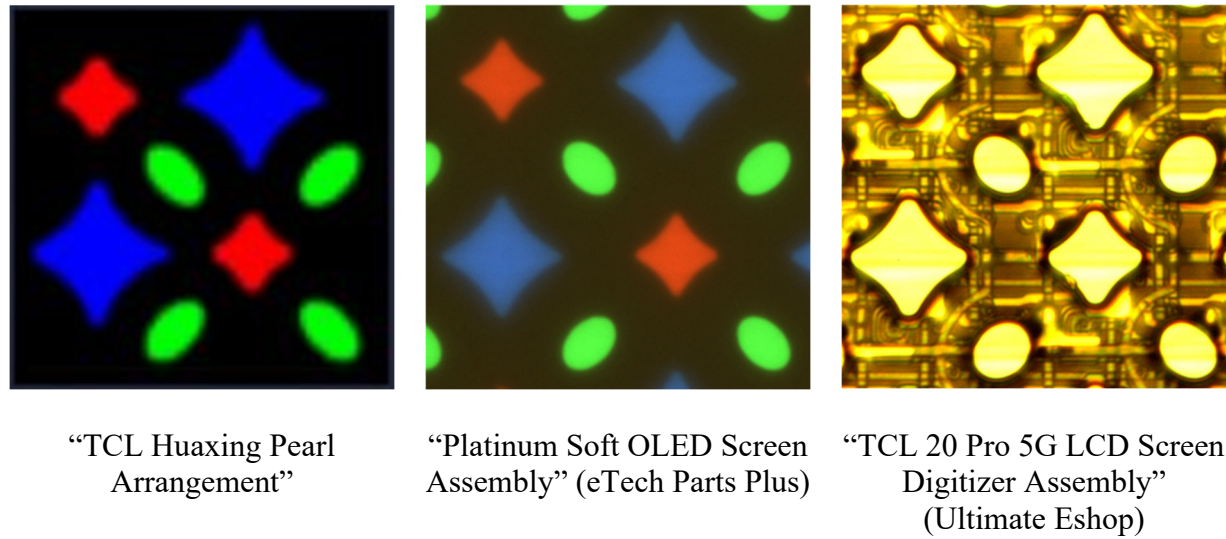 “TCL Huaxing Pearl
Arrangement”
“Platinum Soft OLED Screen
Assembly” (eTech Parts Plus)
“TCL 20 Pro 5G LCD Screen
Digitizer Assembly”
(Ultimate Eshop)